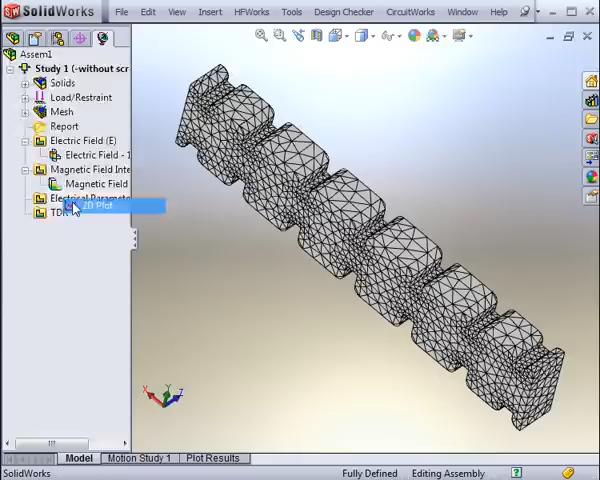 SolidWorks File Edit View Insert HFWorks Tools Design Checker CircuitWorks Window Help
Assem1
Study 1 (-without scr
Solids
Load/Restraint
Mesh
Report
Electric Field (E)
Electric Field - 1
Magnetic Field Inte
Magnetic Field
Electrical Paramete
2D Plot
TDR
X Y Z
Model Motion Study 1 Plot Results
SolidWorks Fully Defined Editing Assembly